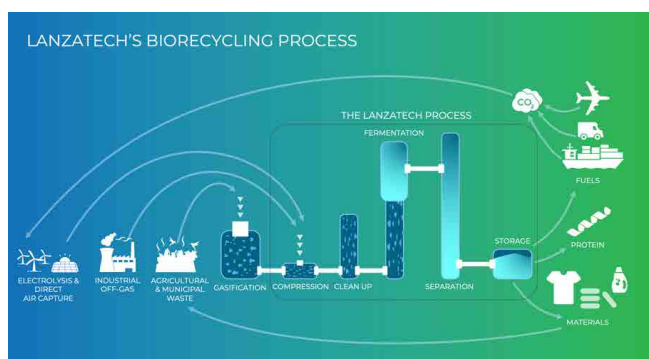 LANZATECH'S BIORECYCLING PROCESS
CO₂
THE LANZATECH PROCESS
FERMENTATION
FUELS
STORAGE
PROTEIN
ELECTROLYSIS &
DIRECT
AIR CAPTURE
INDUSTRIAL
OFF-GAS
AGRICULTURAL
& MUNICIPAL
WASTE
GASIFICATION
COMPRESSION
CLEAN UP
SEPARATION
MATERIALS